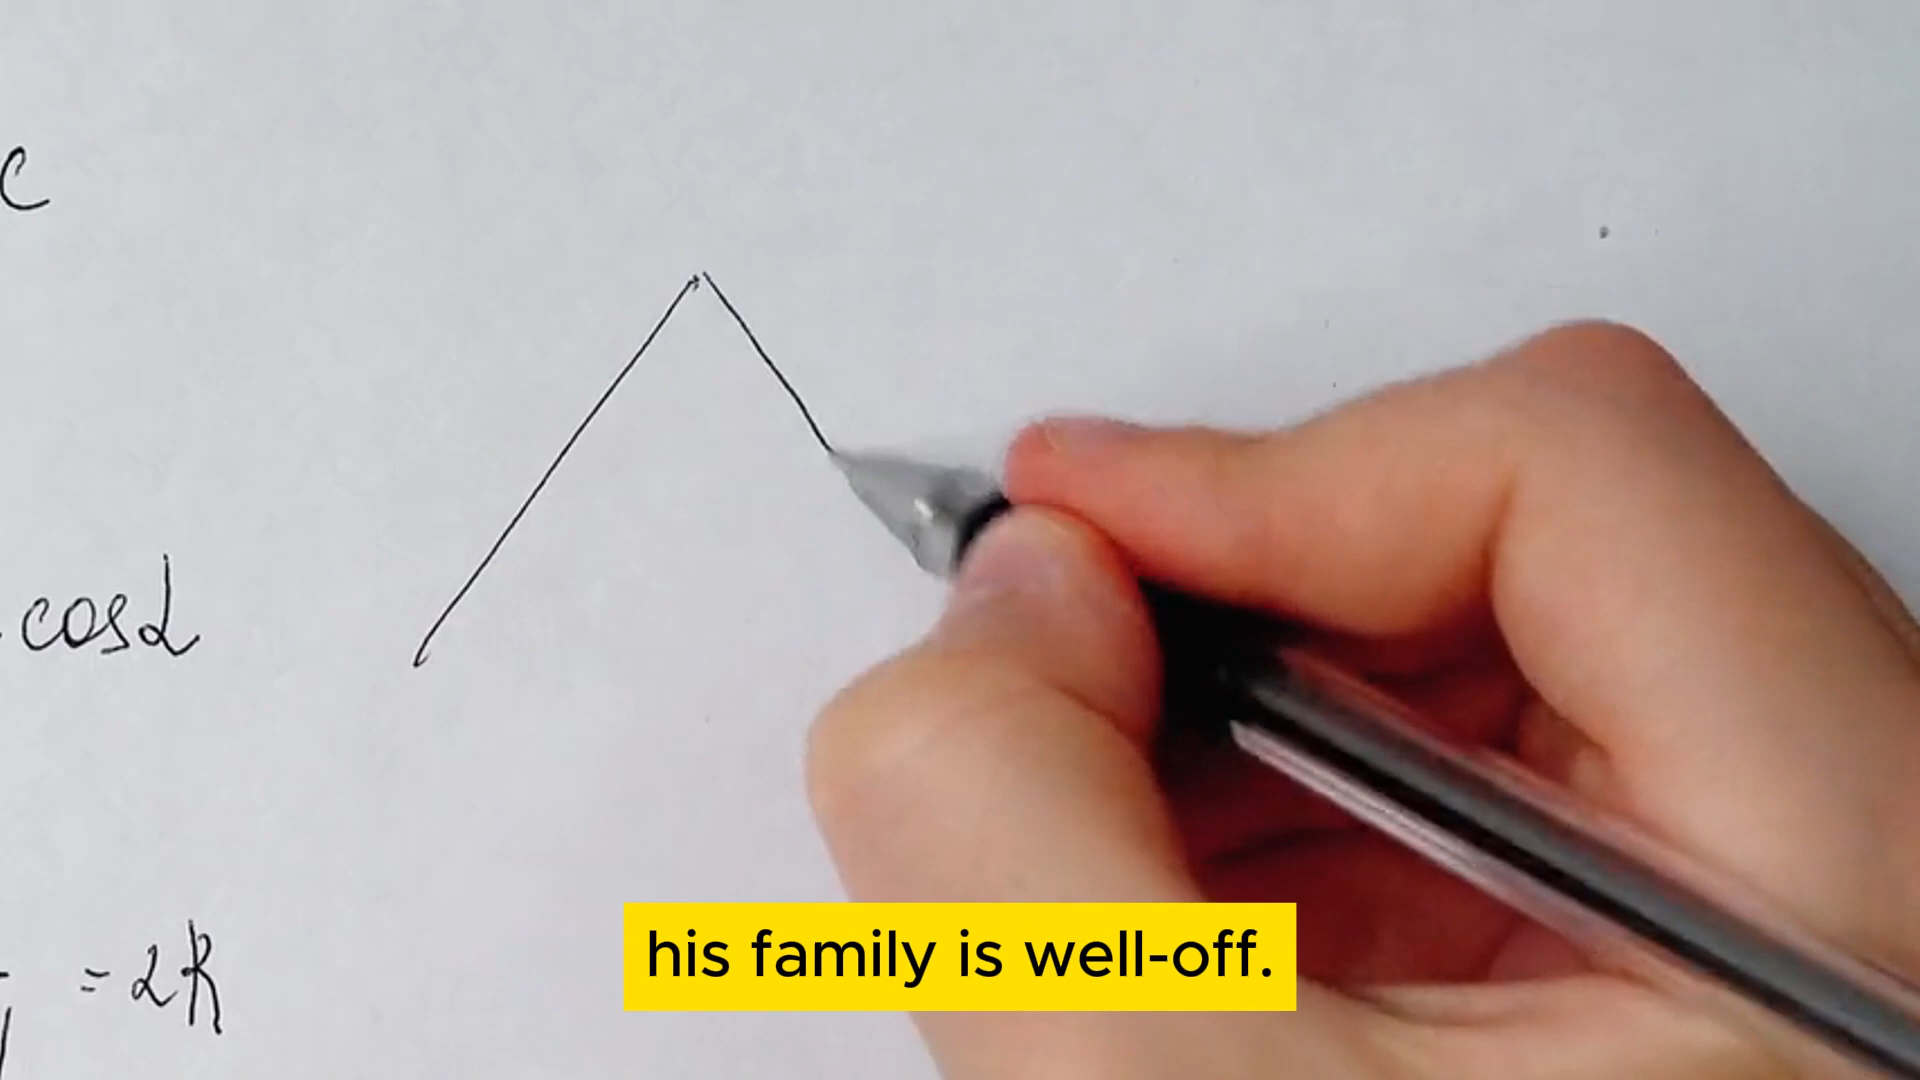 c
cosα
= 2R
his family is well-off.